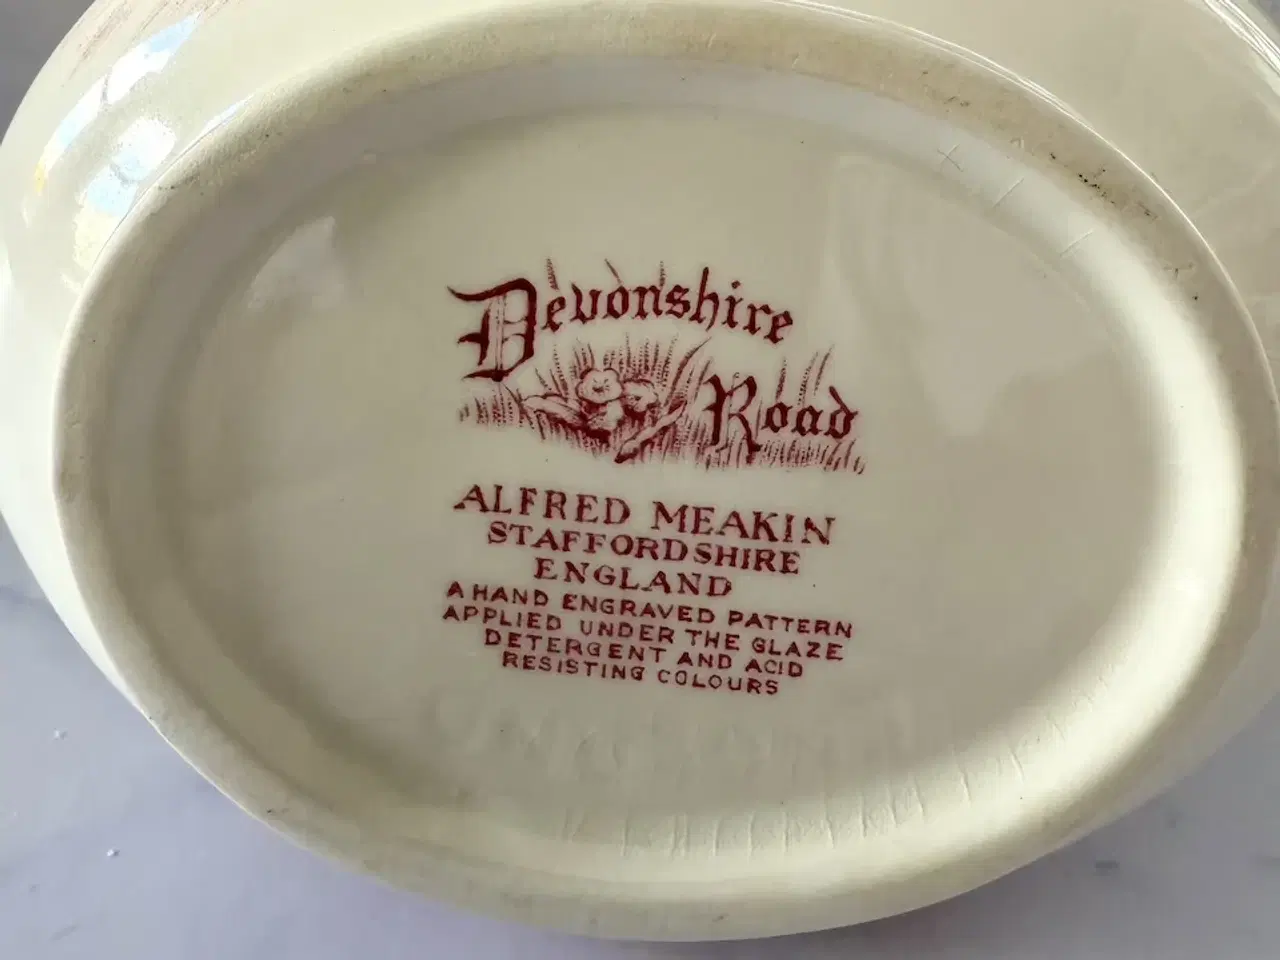 Devonshire
Road
ALFRED MEAKIN
STAFFORDSHIRE
ENGLAND
A HAND ENGRAVED PATTERN
APPLIED UNDER THE GLAZE
DETERGENT AND ACID
RESISTING COLOURS